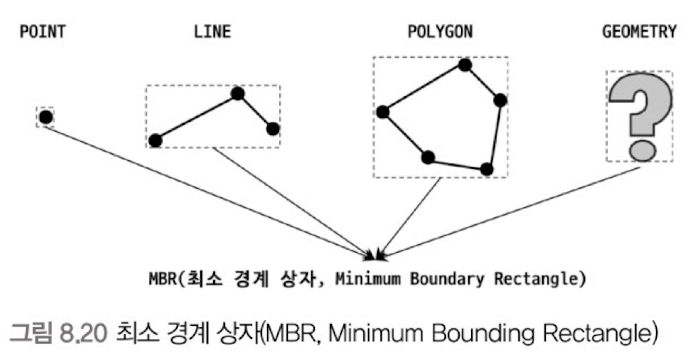 POINT LINE POLYGON GEOMETRY
?
MBR(최소 경계 상자, Minimum Boundary Rectangle)
그림 8.20 최소 경계 상자(MBR, Minimum Bounding Rectangle)